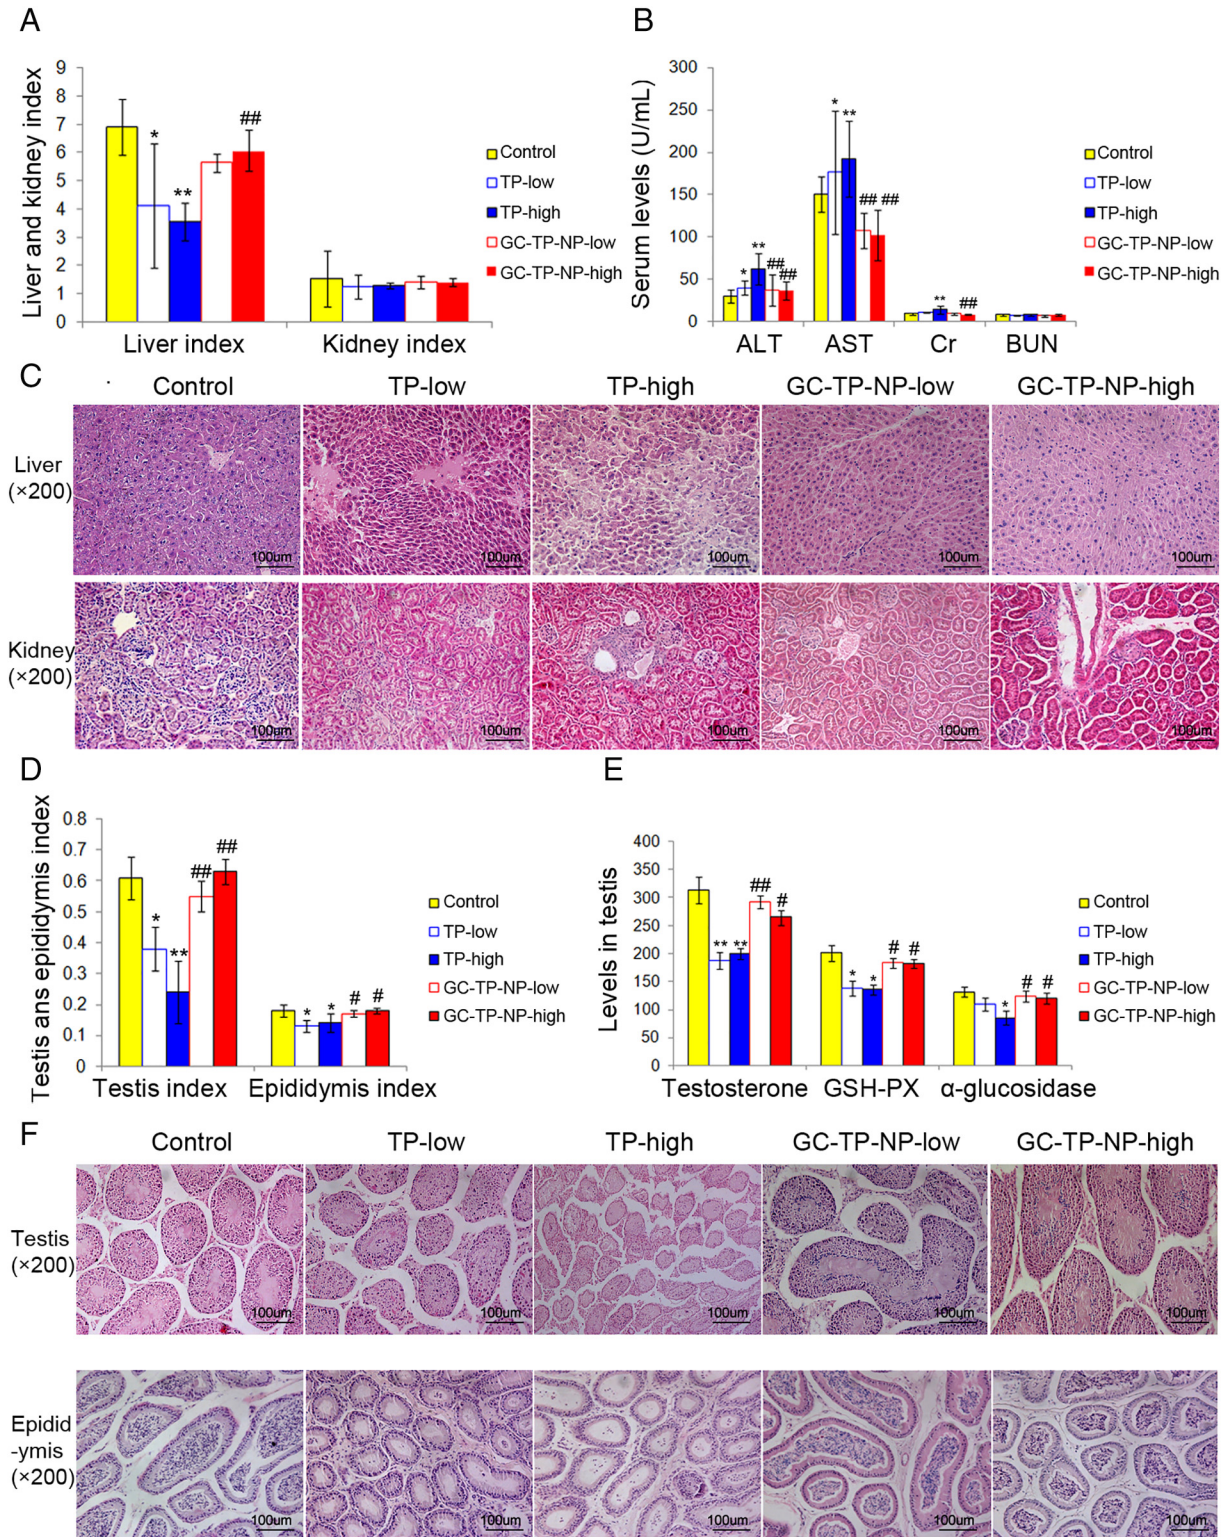 A
Liver and kidney index
9
8
7
6
5
4
3
2
1
0
*
**
##
Liver index
Kidney index
Control
TP-low
TP-high
GC-TP-NP-low
GC-TP-NP-high
B
Serum levels (U/mL)
300
250
200
150
100
50
0
*
**
##
##
*
**
##
##
**
##
ALT
AST
Cr
BUN
Control
TP-low
TP-high
GC-TP-NP-low
GC-TP-NP-high
C
Control
TP-low
TP-high
GC-TP-NP-low
GC-TP-NP-high
Liver
(×200)
100um
100um
100um
100um
100um
Kidney
(×200)
100um
100um
100um
100um
100um
D
Testis ans epididymis index
0.8
0.7
0.6
0.5
0.4
0.3
0.2
0.1
0
*
**
##
##
*
*
#
#
Testis index
Epididymis index
Control
TP-low
TP-high
GC-TP-NP-low
GC-TP-NP-high
E
Levels in testis
400
350
300
250
200
150
100
50
0
**
**
##
#
*
*
#
#
*
#
#
Testosterone
GSH-PX
α-glucosidase
Control
TP-low
TP-high
GC-TP-NP-low
GC-TP-NP-high
F
Control
TP-low
TP-high
GC-TP-NP-low
GC-TP-NP-high
Testis
(×200)
100um
100um
100um
100um
100um
Epidid
-ymis
(×200)
100um
100um
100um
100um
100um